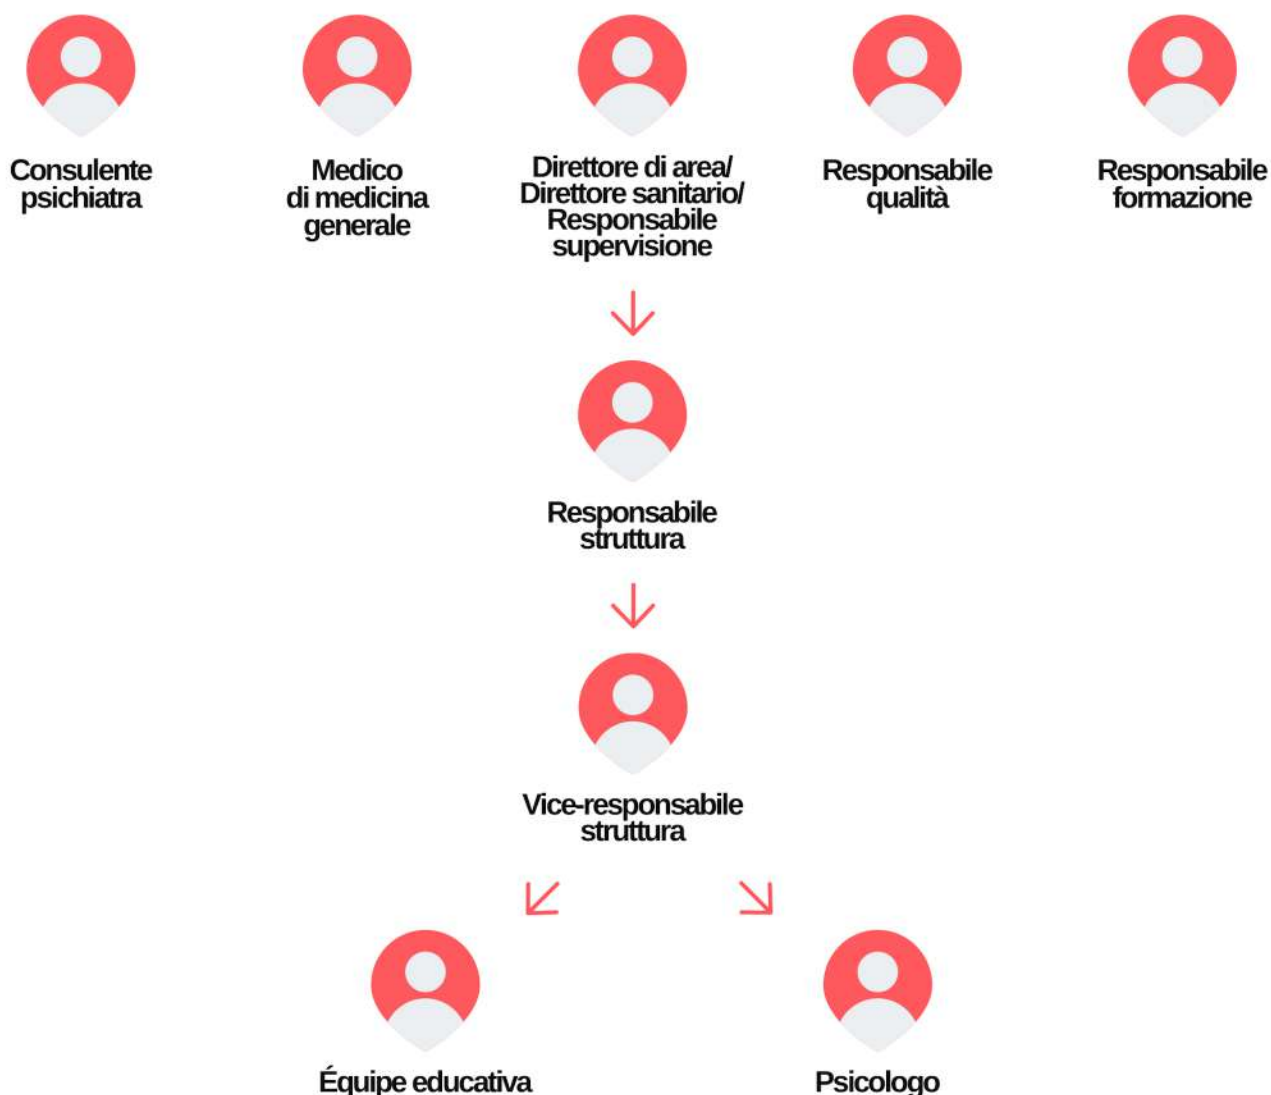 Consulente
psichiatra
Medico
di medicina
generale
Direttore di area/
Direttore sanitario/
Responsabile
supervisione
Responsabile
qualità
Responsabile
formazione
Responsabile
struttura
Vice-responsabile
struttura
Équipe educativa
Psicologo